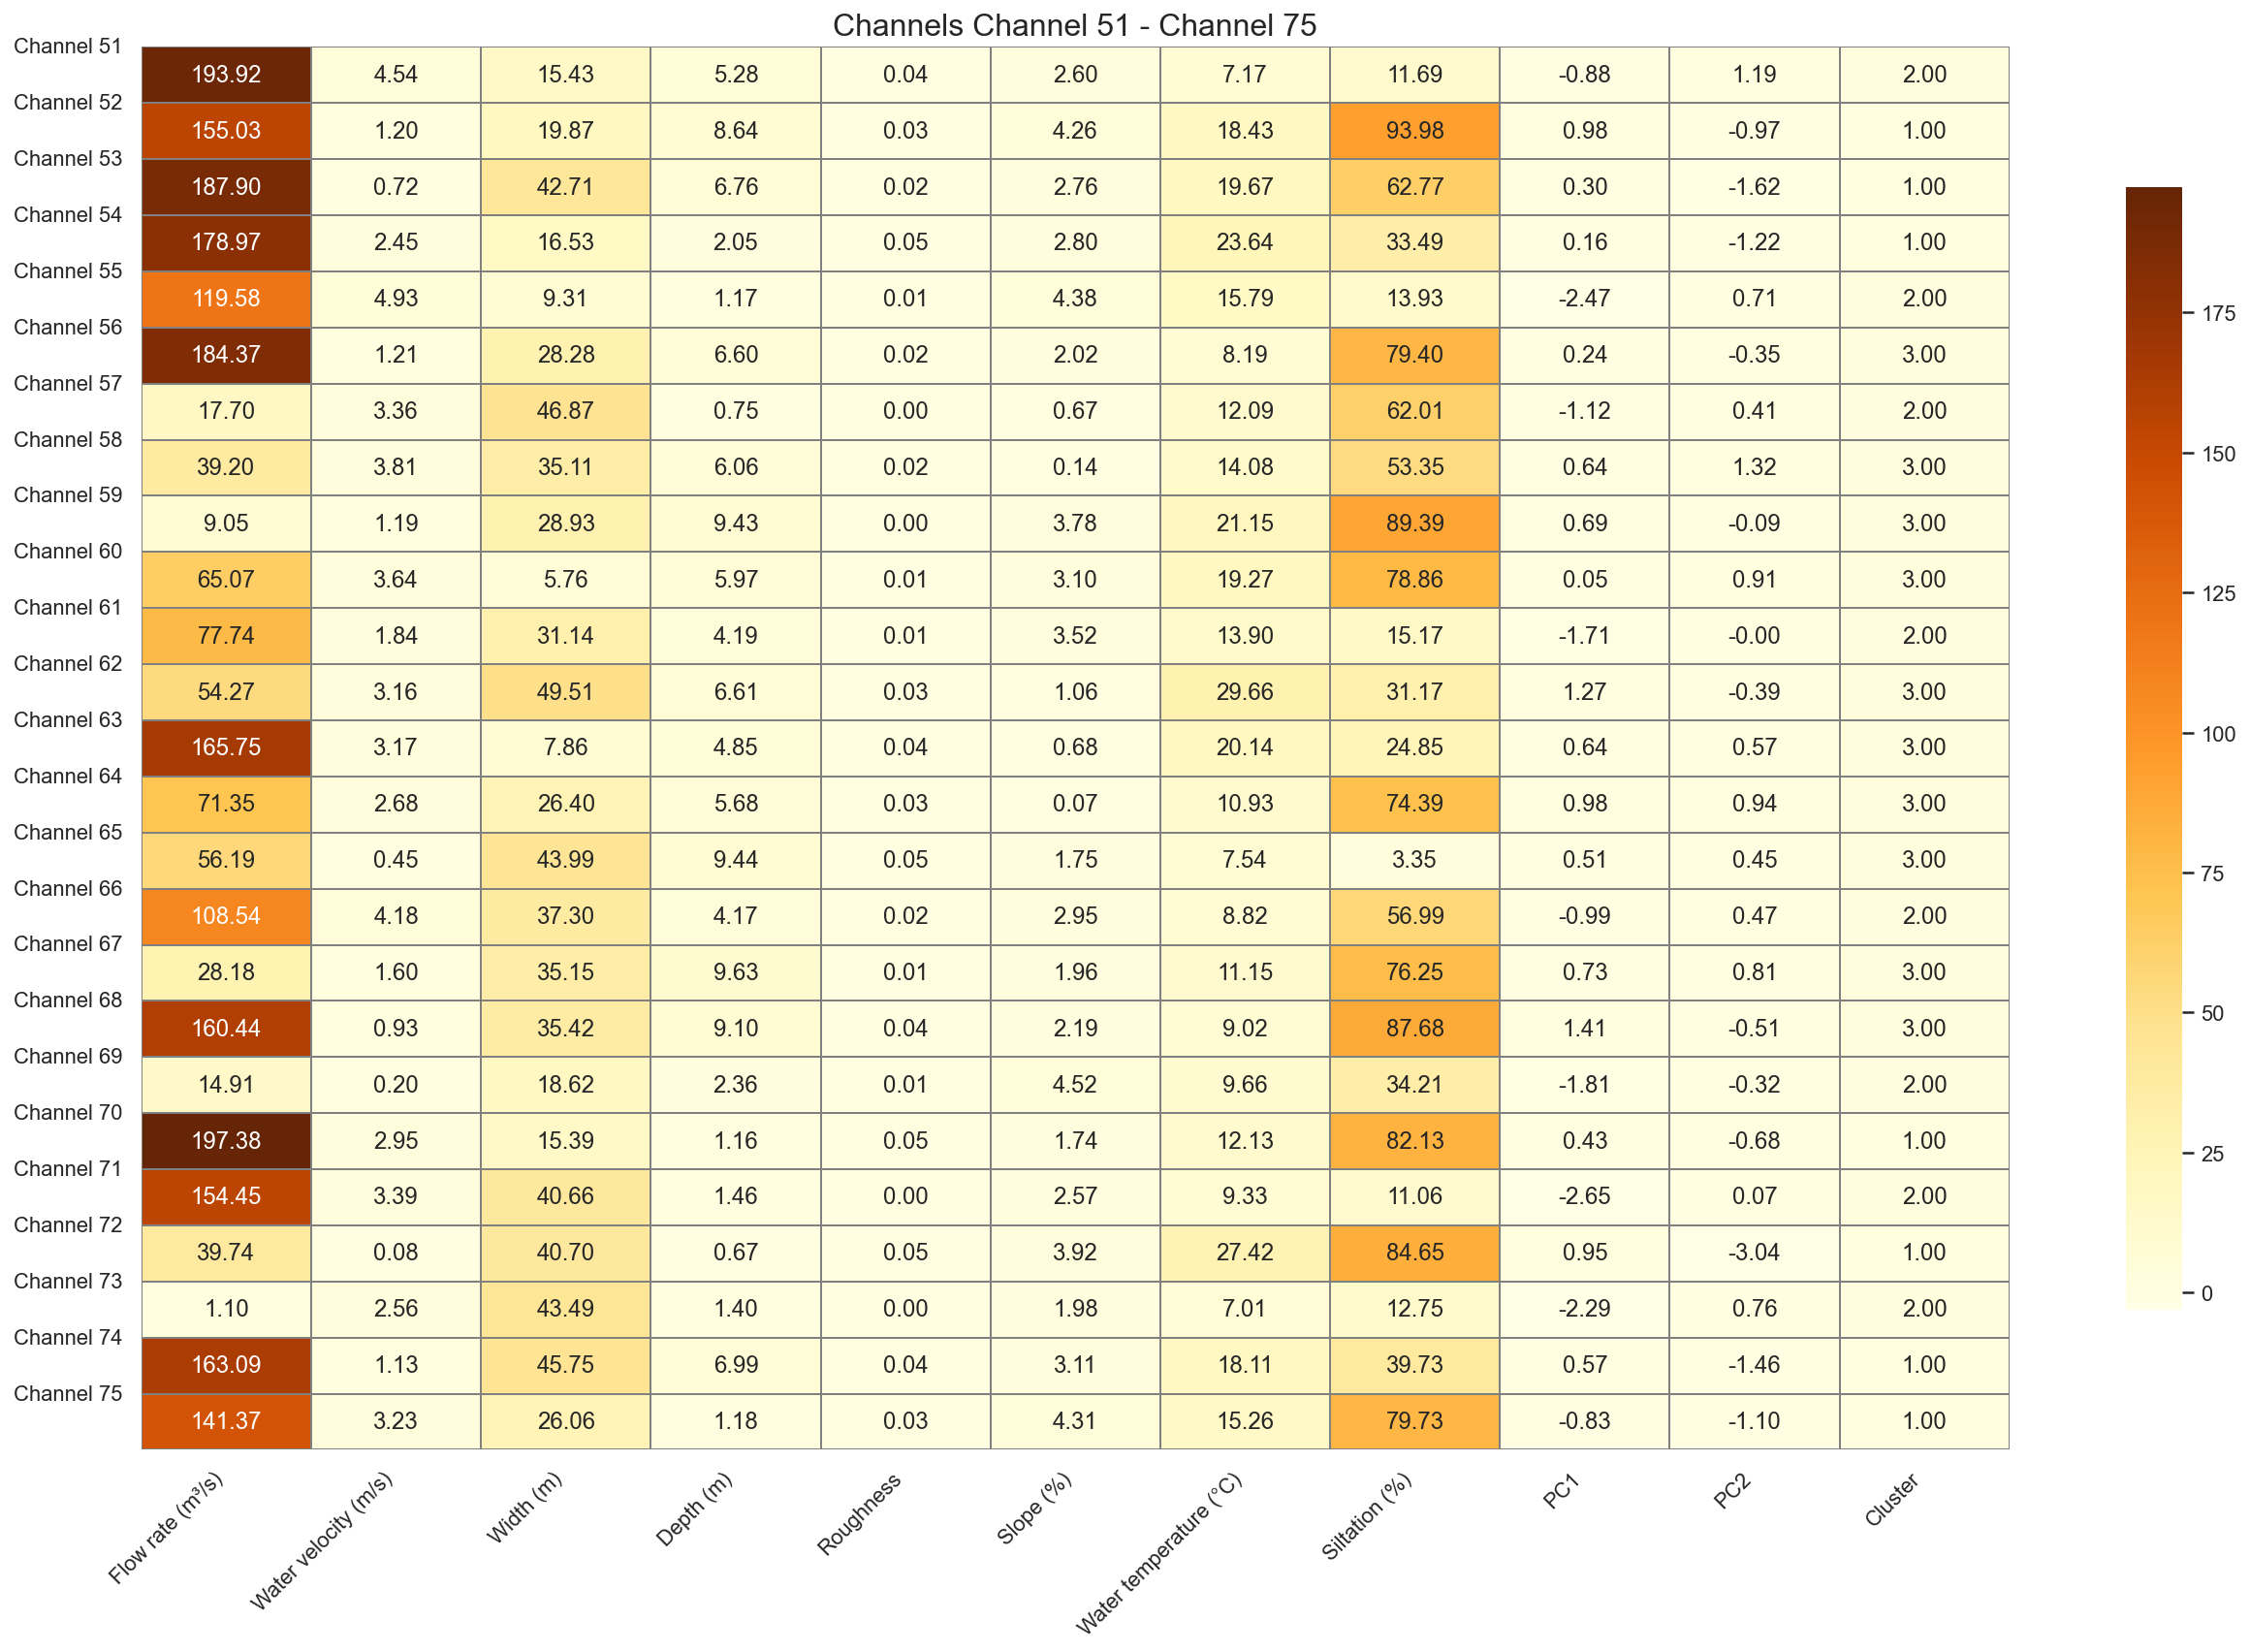 Channels Channel 51 - Channel 75
Channel 51
193.92 4.54 15.43 5.28 0.04 2.60 7.17 11.69 -0.88 1.19 2.00
Channel 52
155.03 1.20 19.87 8.64 0.03 4.26 18.43 93.98 0.98 -0.97 1.00
Channel 53
187.90 0.72 42.71 6.76 0.02 2.76 19.67 62.77 0.30 -1.62 1.00
Channel 54
178.97 2.45 16.53 2.05 0.05 2.80 23.64 33.49 0.16 -1.22 1.00
Channel 55
119.58 4.93 9.31 1.17 0.01 4.38 15.79 13.93 -2.47 0.71 2.00
Channel 56
184.37 1.21 28.28 6.60 0.02 2.02 8.19 79.40 0.24 -0.35 3.00
Channel 57
17.70 3.36 46.87 0.75 0.00 0.67 12.09 62.01 -1.12 0.41 2.00
Channel 58
39.20 3.81 35.11 6.06 0.02 0.14 14.08 53.35 0.64 1.32 3.00
Channel 59
9.05 1.19 28.93 9.43 0.00 3.78 21.15 89.39 0.69 -0.09 3.00
Channel 60
65.07 3.64 5.76 5.97 0.01 3.10 19.27 78.86 0.05 0.91 3.00
Channel 61
77.74 1.84 31.14 4.19 0.01 3.52 13.90 15.17 -1.71 -0.00 2.00
Channel 62
54.27 3.16 49.51 6.61 0.03 1.06 29.66 31.17 1.27 -0.39 3.00
Channel 63
165.75 3.17 7.86 4.85 0.04 0.68 20.14 24.85 0.64 0.57 3.00
Channel 64
71.35 2.68 26.40 5.68 0.03 0.07 10.93 74.39 0.98 0.94 3.00
Channel 65
56.19 0.45 43.99 9.44 0.05 1.75 7.54 3.35 0.51 0.45 3.00
Channel 66
108.54 4.18 37.30 4.17 0.02 2.95 8.82 56.99 -0.99 0.47 2.00
Channel 67
28.18 1.60 35.15 9.63 0.01 1.96 11.15 76.25 0.73 0.81 3.00
Channel 68
160.44 0.93 35.42 9.10 0.04 2.19 9.02 87.68 1.41 -0.51 3.00
Channel 69
14.91 0.20 18.62 2.36 0.01 4.52 9.66 34.21 -1.81 -0.32 2.00
Channel 70
197.38 2.95 15.39 1.16 0.05 1.74 12.13 82.13 0.43 -0.68 1.00
Channel 71
154.45 3.39 40.66 1.46 0.00 2.57 9.33 11.06 -2.65 0.07 2.00
Channel 72
39.74 0.08 40.70 0.67 0.05 3.92 27.42 84.65 0.95 -3.04 1.00
Channel 73
1.10 2.56 43.49 1.40 0.00 1.98 7.01 12.75 -2.29 0.76 2.00
Channel 74
163.09 1.13 45.75 6.99 0.04 3.11 18.11 39.73 0.57 -1.46 1.00
Channel 75
141.37 3.23 26.06 1.18 0.03 4.31 15.26 79.73 -0.83 -1.10 1.00
Flow rate (m³/s)
Water velocity (m/s)
Width (m)
Depth (m)
Roughness
Slope (%)
Water temperature (°C)
Siltation (%)
PC1
PC2
Cluster
175
150
125
100
75
50
25
0